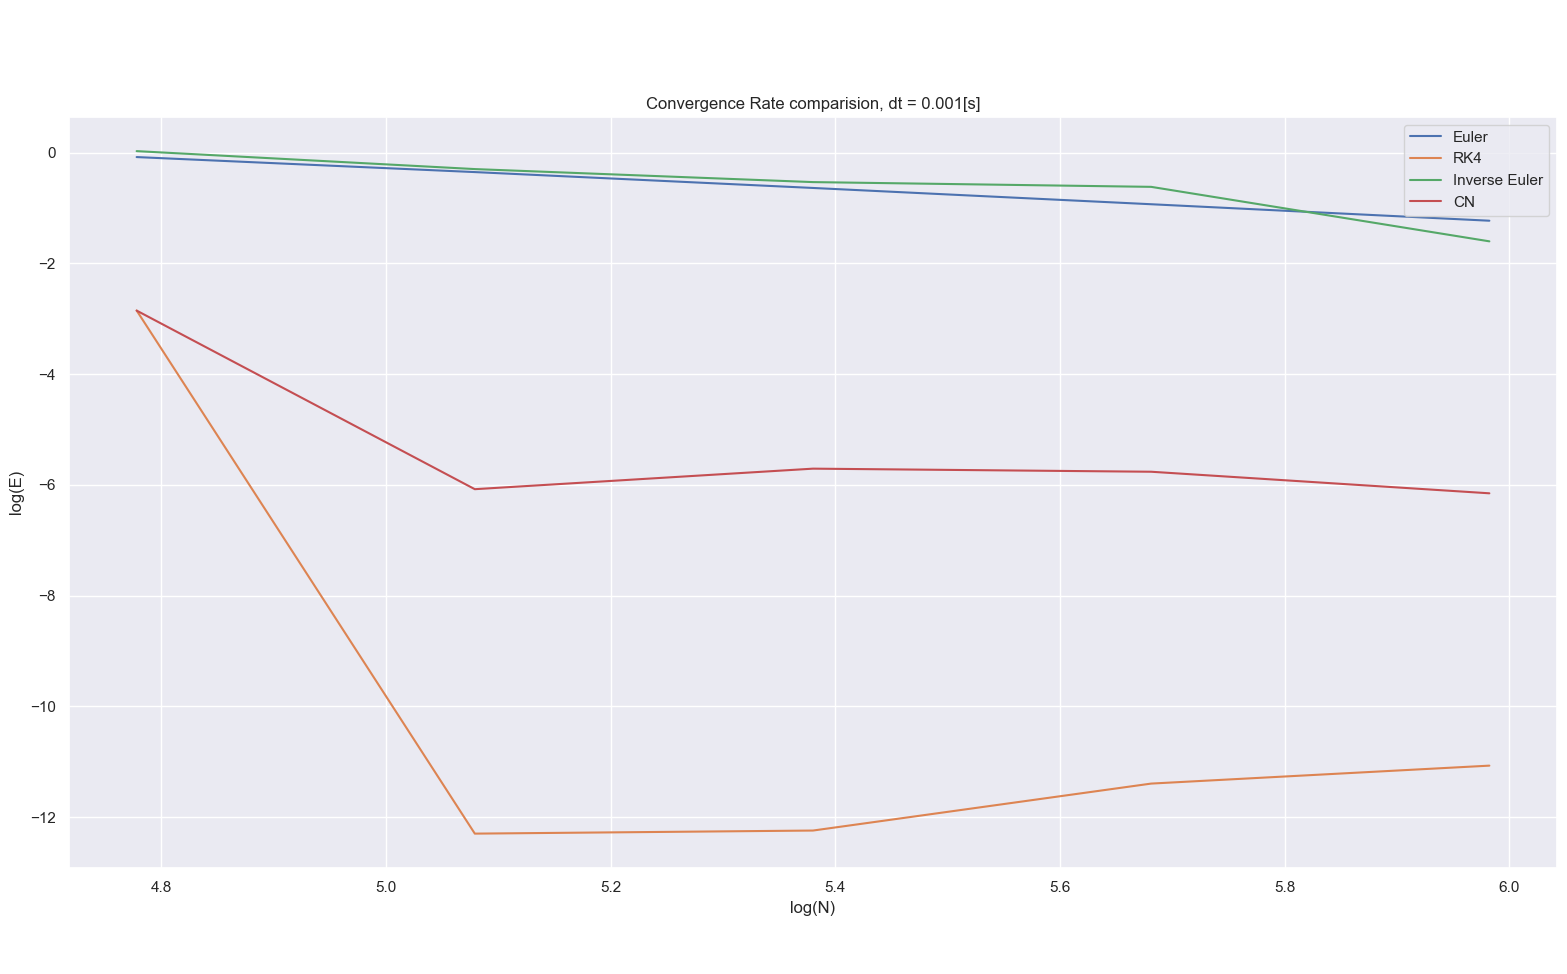 Convergence Rate comparision, dt = 0.001[s]
Euler
RK4
Inverse Euler
CN
log(E)
0
−2
−4
−6
−8
−10
−12
4.8 5.0 5.2 5.4 5.6 5.8 6.0
log(N)